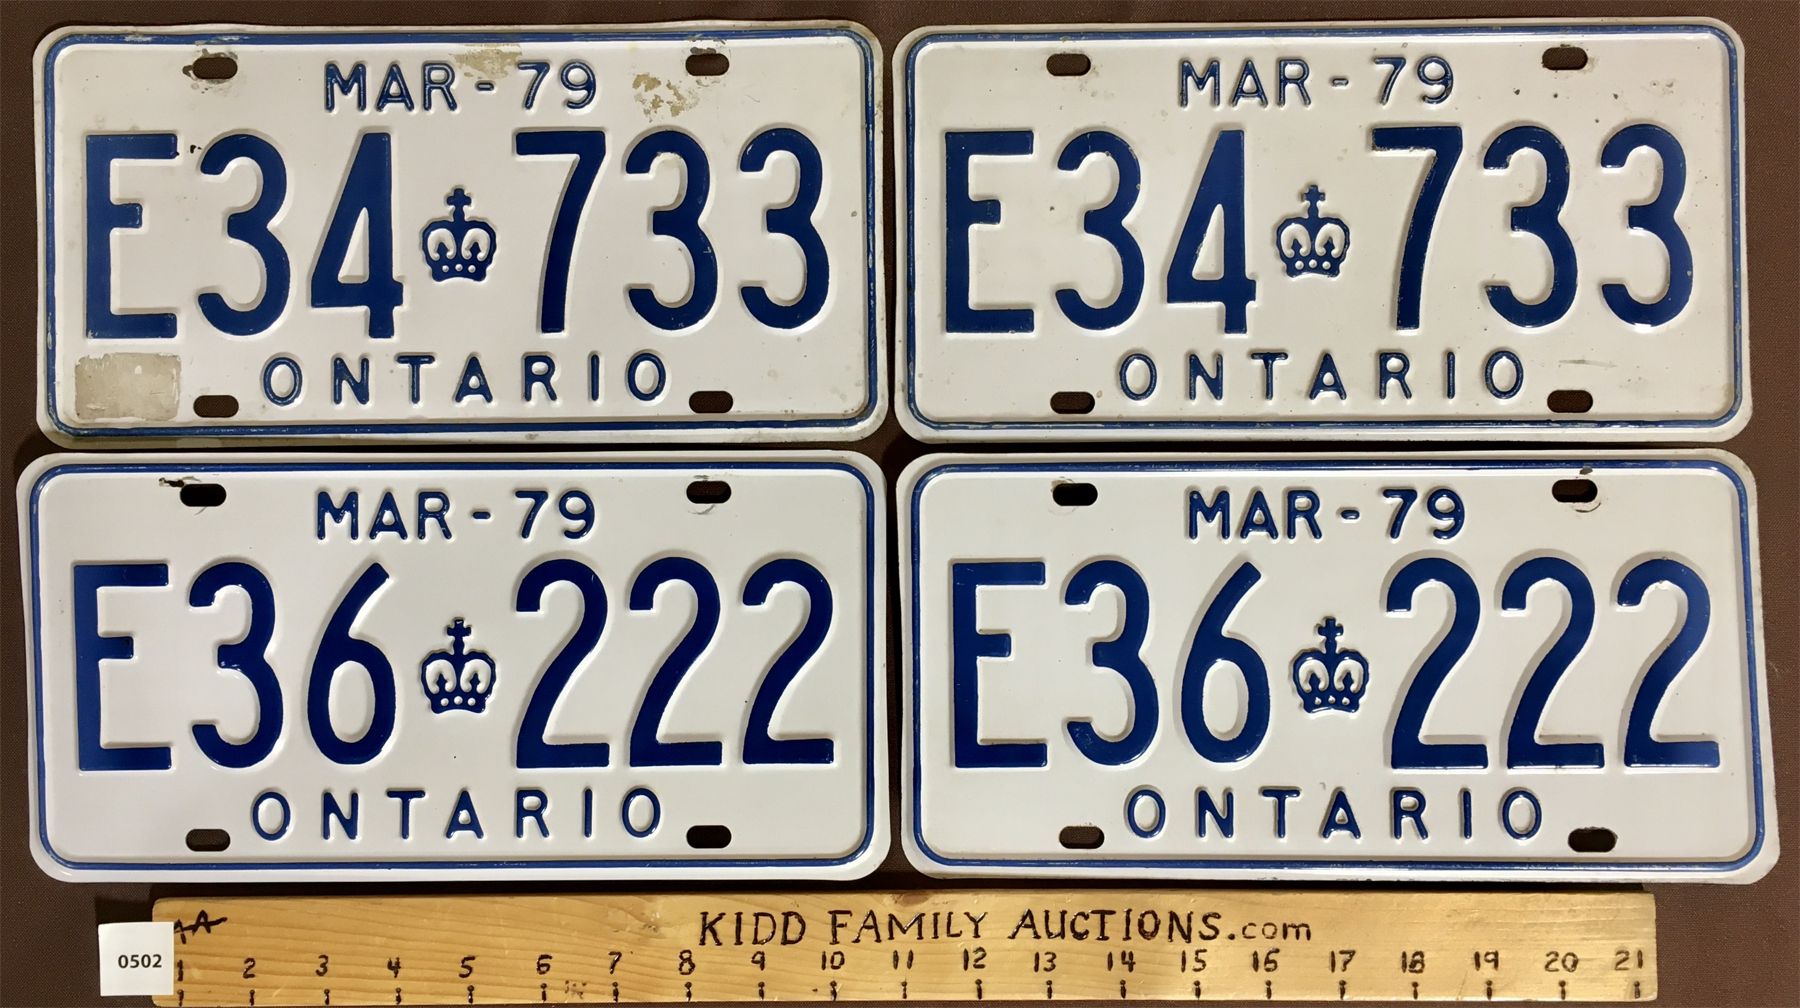 MAR - 79
E34 733
ONTARIO
MAR - 79
E34 733
ONTARIO
MAR - 79
E36 222
ONTARIO
MAR - 79
E36 222
ONTARIO
KIDD FAMILY AUCTIONS.com
0502
1 2 3 4 5 6 7 8 9 10 11 12 13 14 15 16 17 18 19 20 21